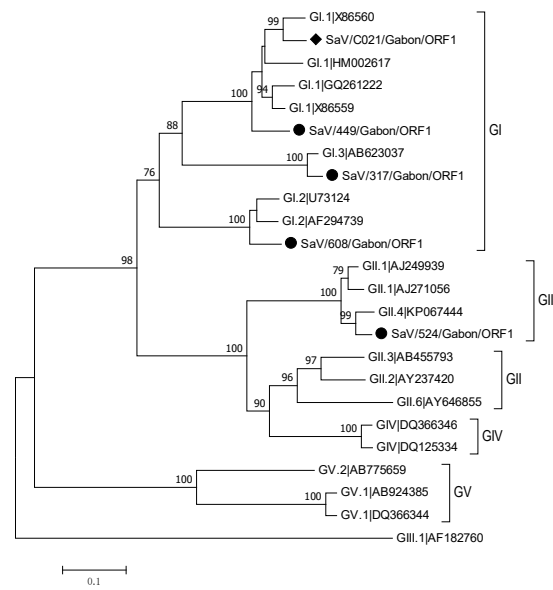 GI.1|X86560
99
SaV/C021/Gabon/ORF1
GI.1|HM002617
GI.1|GQ261222
94
100
GI.1|X86559
SaV/449/Gabon/ORF1
GI
88
GI.3|AB623037
100
SaV/317/Gabon/ORF1
76
GI.2|U73124
GI.2|AF294739
100
SaV/608/Gabon/ORF1
98
GII.1|AJ249939
79
GII.1|AJ271056
100
GII
GII.4|KP067444
99
SaV/524/Gabon/ORF1
100
GII.3|AB455793
97
GII.2|AY237420
GII
96
GII.6|AY646855
90
GIV|DQ366346
100
GIV
GIV|DQ125334
GV.2|AB775659
100
GV.1|AB924385
GV
100
GV.1|DQ366344
GIII.1|AF182760
0.1